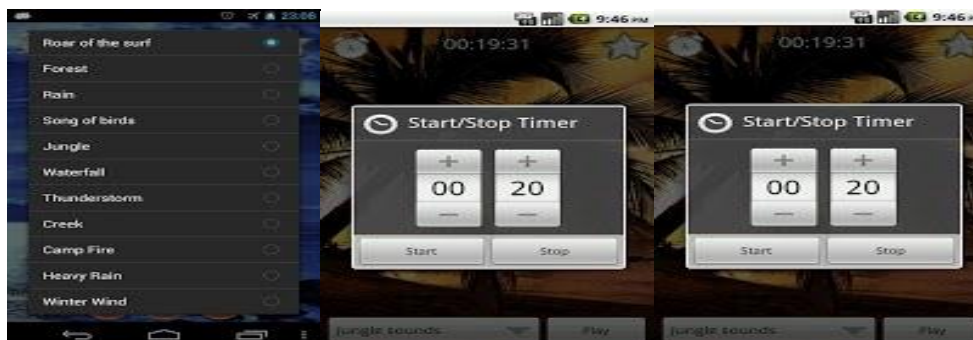 23:06
Roar of the surf
Forest
Rain
Song of birds
Jungle
Waterfall
Thunderstorm
Creek
Camp Fire
Heavy Rain
Winter Wind
9:46 PM
00:19:31
Start/Stop Timer
+ +
00 20
— —
Start Stop
Jungle sounds Play
9:46
00:19:31
Start/Stop Timer
+ +
00 20
— —
Start Stop
Jungle sounds Play